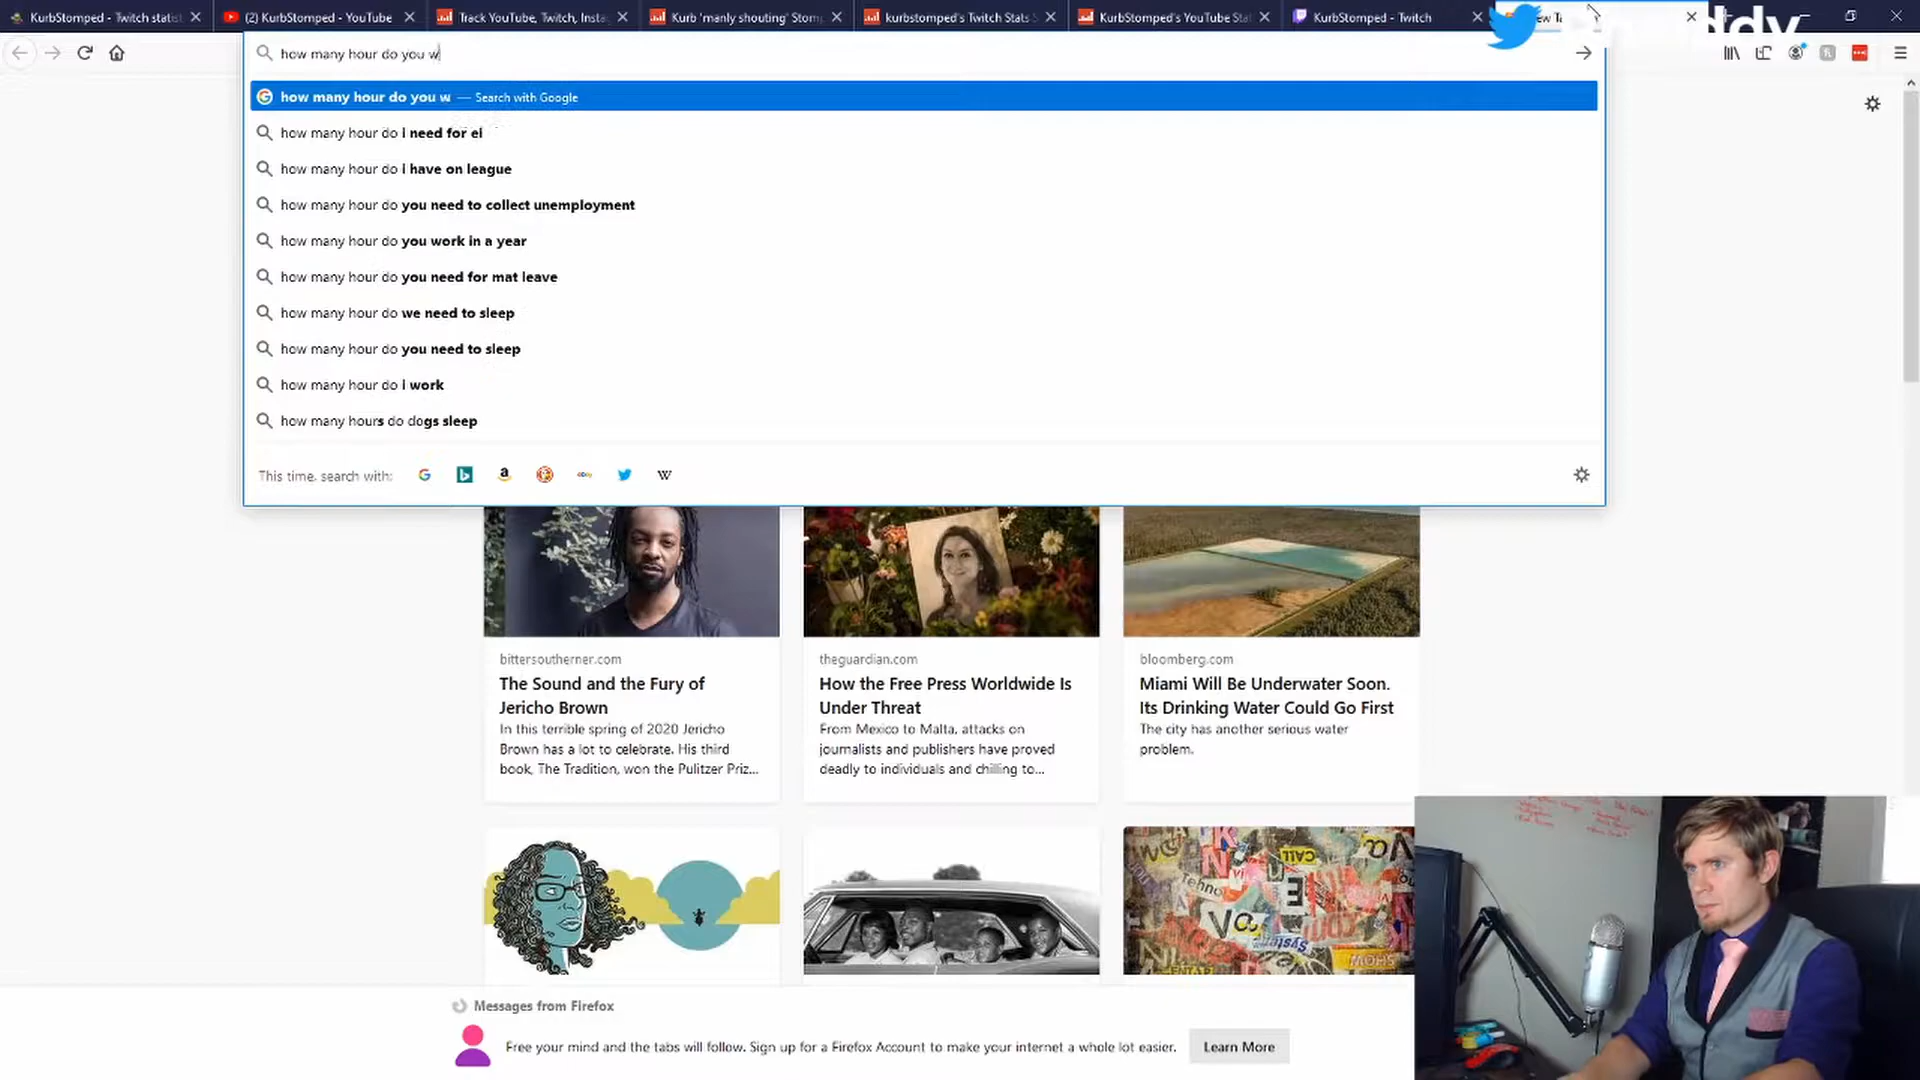 KurbStomped - Twitch statist
(2) KurbStomped - YouTube
Track YouTube, Twitch, Insta
Kurb 'manly shouting' Stomp
kurbstomped's Twitch Stats S
KurbStomped's YouTube Stat
KurbStomped - Twitch
how many hour do you w
how many hour do you w — Search with Google
how many hour do i need for ei
how many hour do i have on league
how many hour do you need to collect unemployment
how many hour do you work in a year
how many hour do you need for mat leave
how many hour do we need to sleep
how many hour do you need to sleep
how many hour do i work
how many hours do dogs sleep
This time, search with:
bittersoutherner.com
The Sound and the Fury of
Jericho Brown
In this terrible spring of 2020 Jericho
Brown has a lot to celebrate. His third
book, The Tradition, won the Pulitzer Priz...
theguardian.com
How the Free Press Worldwide Is
Under Threat
From Mexico to Malta, attacks on
journalists and publishers have proved
deadly to individuals and chilling to...
bloomberg.com
Miami Will Be Underwater Soon.
Its Drinking Water Could Go First
The city has another serious water
problem.
CALL
VO
System
MOHS
Messages from Firefox
Free your mind and the tabs will follow. Sign up for a Firefox Account to make your internet a whole lot easier.
Learn More